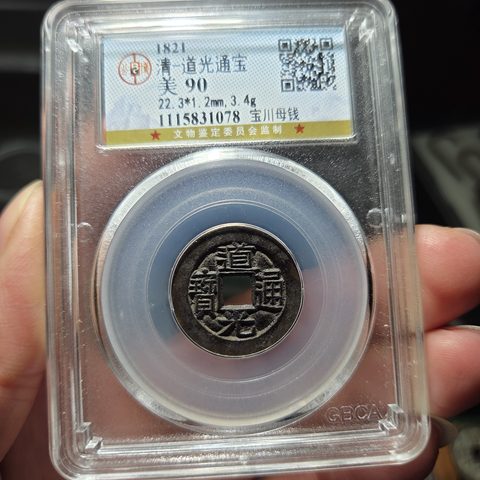 1821
清-道光通宝
美 90
22.3*1.2mm,3.4g
1115831078 宝川母钱
★ 文物鉴定委员会监制 ★
道
寶 通
光
GBCA